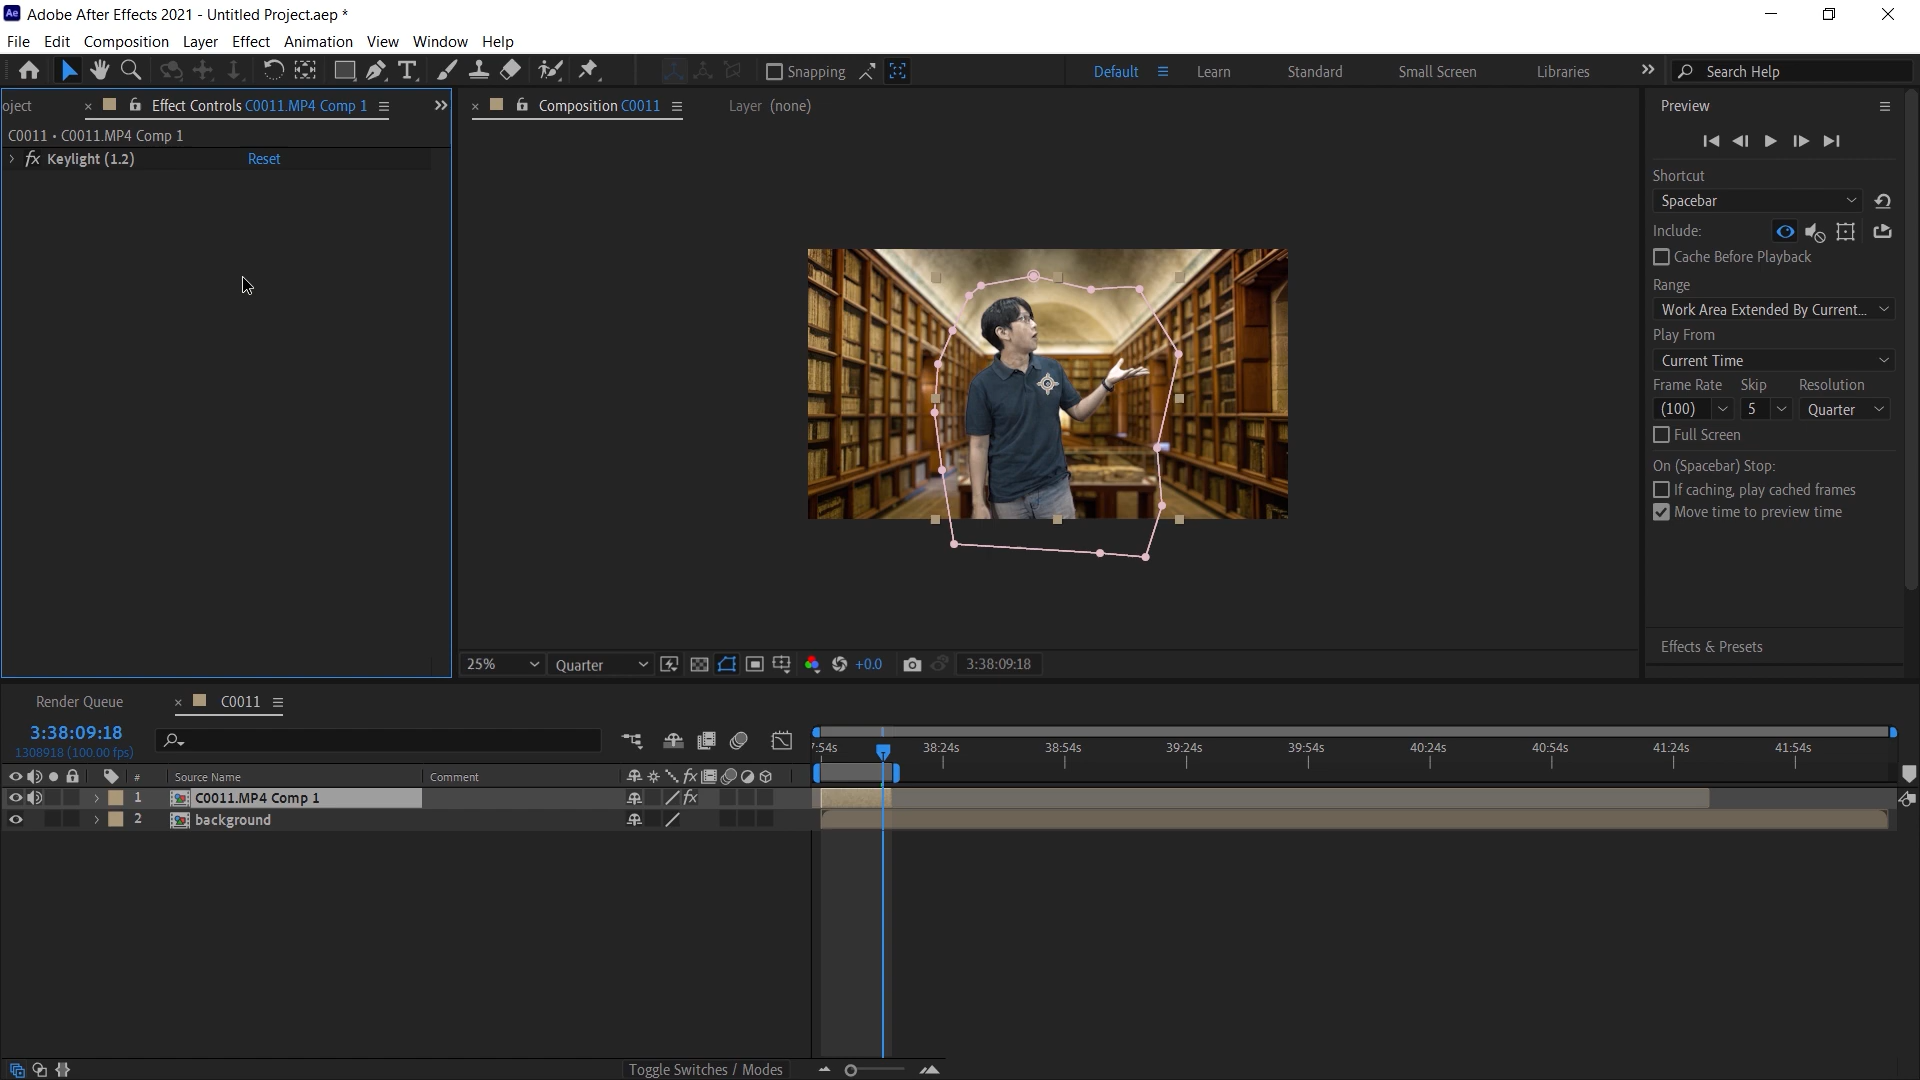 Ae Adobe After Effects 2021 - Untitled Project.aep *
File Edit Composition Layer Effect Animation View Window Help
Snapping Default Learn Standard Small Screen Libraries Search Help
oject Effect Controls C0011.MP4 Comp 1
Composition C0011 Layer (none)
Preview
C0011 • C0011.MP4 Comp 1
fx Keylight (1.2) Reset
Shortcut
Spacebar
Include:
Cache Before Playback
Range
Work Area Extended By Current...
Play From
Current Time
Frame Rate Skip Resolution
(100) 5 Quarter
Full Screen
On (Spacebar) Stop:
If caching, play cached frames
Move time to preview time
Effects & Presets
25% Quarter +0.0 3:38:09:18
Render Queue C0011
3:38:09:18
1308918 (100.00 fps)
7:54s 38:24s 38:54s 39:24s 39:54s 40:24s 40:54s 41:24s 41:54s
# Source Name Comment fx
1 C0011.MP4 Comp 1 fx
2 background
Toggle Switches / Modes